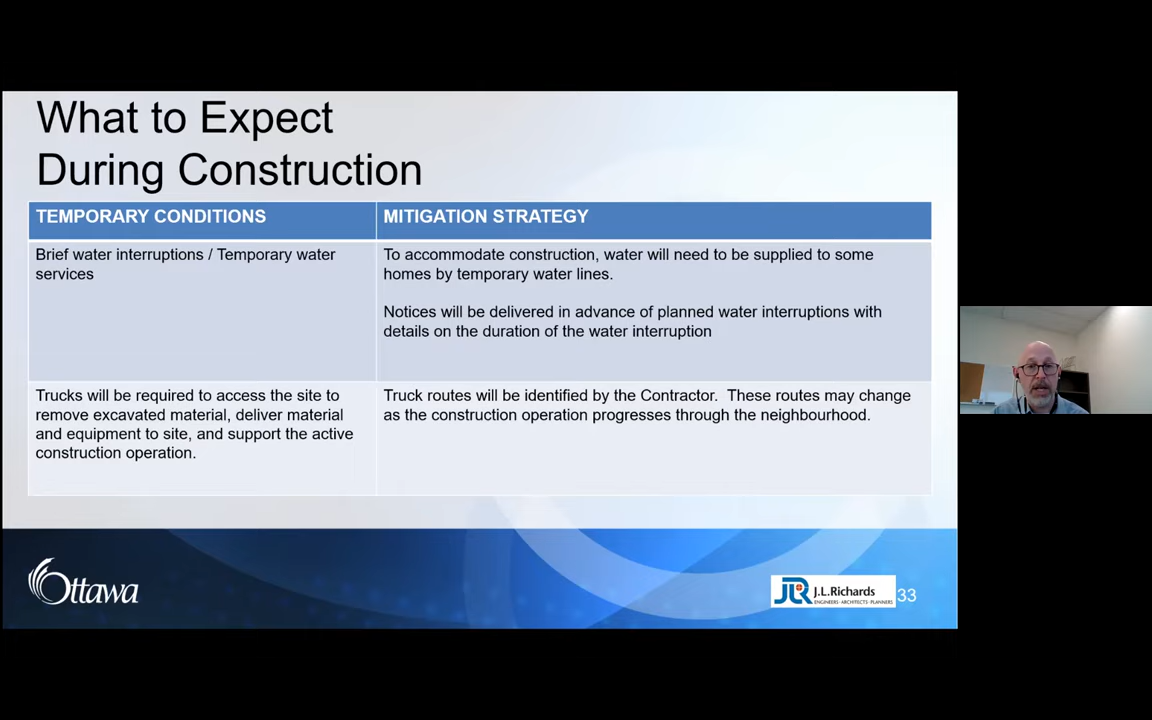 What to Expect
During Construction
TEMPORARY CONDITIONS
MITIGATION STRATEGY
Brief water interruptions / Temporary water
services
To accommodate construction, water will need to be supplied to some
homes by temporary water lines.
Notices will be delivered in advance of planned water interruptions with
details on the duration of the water interruption
Trucks will be required to access the site to
remove excavated material, deliver material
and equipment to site, and support the active
construction operation.
Truck routes will be identified by the Contractor.  These routes may change
as the construction operation progresses through the neighbourhood.
Ottawa
JLR
J.L.Richards
ENGINEERS · ARCHITECTS · PLANNERS
33